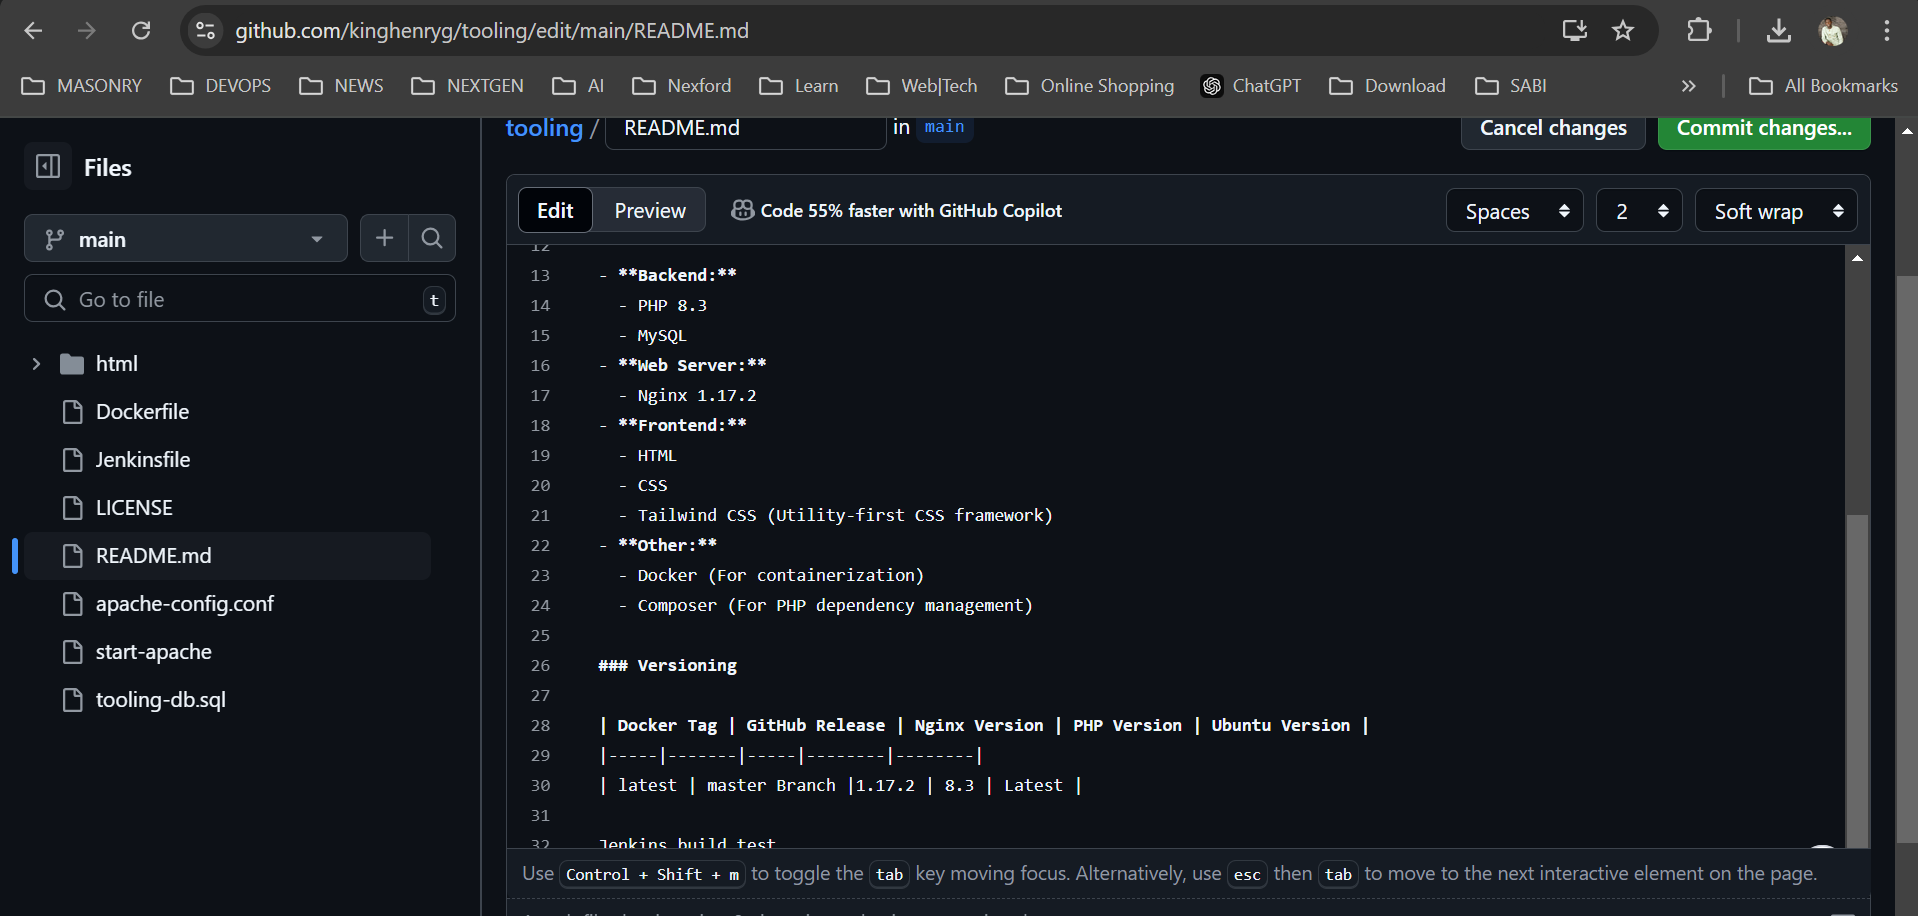 github.com/kinghenryg/tooling/edit/main/README.md
MASONRY DEVOPS NEWS NEXTGEN AI Nexford Learn Web|Tech Online Shopping ChatGPT Download SABI » All Bookmarks
Files
main
Go to file t
html
Dockerfile
Jenkinsfile
LICENSE
README.md
apache-config.conf
start-apache
tooling-db.sql
tooling / README.md in main Cancel changes Commit changes...
Edit Preview Code 55% faster with GitHub Copilot Spaces 2 Soft wrap
12
13 - **Backend:**
14 - PHP 8.3
15 - MySQL
16 - **Web Server:**
17 - Nginx 1.17.2
18 - **Frontend:**
19 - HTML
20 - CSS
21 - Tailwind CSS (Utility-first CSS framework)
22 - **Other:**
23 - Docker (For containerization)
24 - Composer (For PHP dependency management)
25
26 ### Versioning
27
28 | Docker Tag | GitHub Release | Nginx Version | PHP Version | Ubuntu Version |
29 |-----|-------|-----|--------|--------|
30 | latest | master Branch |1.17.2 | 8.3 | Latest |
31
32 Jenkins build test
Use Control + Shift + m to toggle the tab key moving focus. Alternatively, use esc then tab to move to the next interactive element on the page.